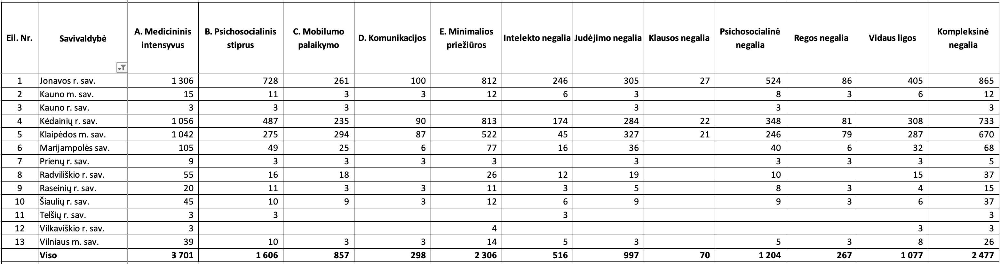 Eil. Nr. Savivaldybė A. Medicininis intensyvus B. Psichosocialinis stiprus C. Mobilumo palaikymo D. Komunikacijos E. Minimalios priežiūros Intelekto negalia Judėjimo negalia Klausos negalia Psichosocialinė negalia Regos negalia Vidaus ligos Kompleksinė negalia
1 Jonavos r. sav. 1 306 728 261 100 812 246 305 27 524 86 405 865
2 Kauno m. sav. 15 11 3 3 12 6 3 8 3 6 12
3 Kauno r. sav. 3 3 3 3 3 3
4 Kėdainių r. sav. 1 056 487 235 90 813 174 284 22 348 81 308 733
5 Klaipėdos m. sav. 1 042 275 294 87 522 45 327 21 246 79 287 670
6 Marijampolės sav. 105 49 25 6 77 16 36 40 6 32 68
7 Prienų r. sav. 9 3 3 3 3 3 3 3 3 5
8 Radviliškio r. sav. 55 16 18 26 12 19 10 15 37
9 Raseinių r. sav. 20 11 3 3 11 3 5 8 3 4 15
10 Šiaulių r. sav. 45 10 9 3 12 6 9 9 3 6 37
11 Telšių r. sav. 3 3 3 3
12 Vilkaviškio r. sav. 3 4 3 3
13 Vilniaus m. sav. 39 10 3 3 14 5 3 5 3 8 26
Viso 3 701 1 606 857 298 2 306 516 997 70 1 204 267 1 077 2 477